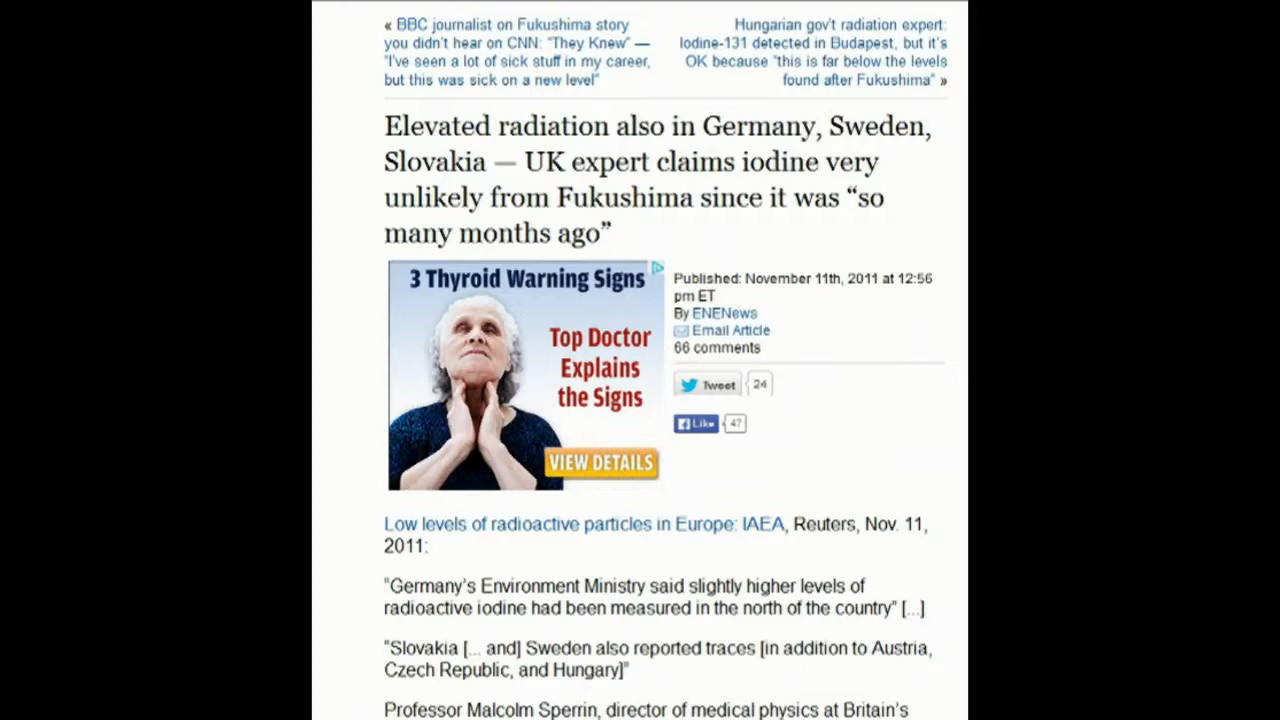 « BBC journalist on Fukushima story
you didn't hear on CNN: "They Knew" —
"I've seen a lot of sick stuff in my career,
but this was sick on a new level"
Hungarian gov't radiation expert:
Iodine-131 detected in Budapest, but it's
OK because "this is far below the levels
found after Fukushima" »
Elevated radiation also in Germany, Sweden,
Slovakia — UK expert claims iodine very
unlikely from Fukushima since it was “so
many months ago”
3 Thyroid Warning Signs
Top Doctor
Explains
the Signs
VIEW DETAILS
Published: November 11th, 2011 at 12:56
pm ET
By ENENews
Email Article
66 comments
Tweet 24
Like 47
Low levels of radioactive particles in Europe: IAEA, Reuters, Nov. 11,
2011:
"Germany's Environment Ministry said slightly higher levels of
radioactive iodine had been measured in the north of the country" [...]
"Slovakia [... and] Sweden also reported traces [in addition to Austria,
Czech Republic, and Hungary]"
Professor Malcolm Sperrin, director of medical physics at Britain's